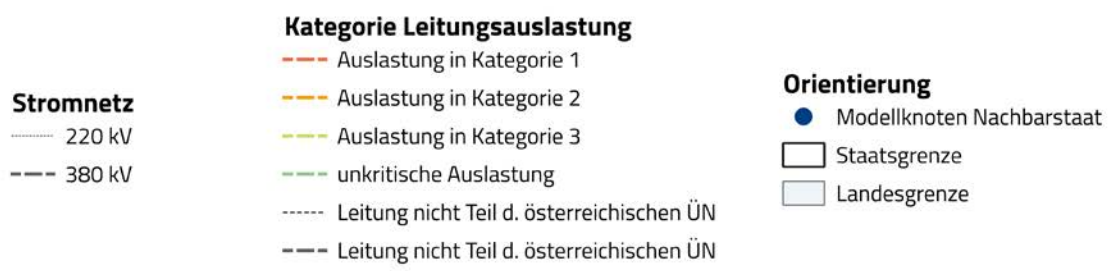 Stromnetz
220 kV
380 kV
Kategorie Leitungsauslastung
Auslastung in Kategorie 1
Auslastung in Kategorie 2
Auslastung in Kategorie 3
unkritische Auslastung
Leitung nicht Teil d. österreichischen ÜN
Leitung nicht Teil d. österreichischen ÜN
Orientierung
Modellknoten Nachbarstaat
Staatsgrenze
Landesgrenze